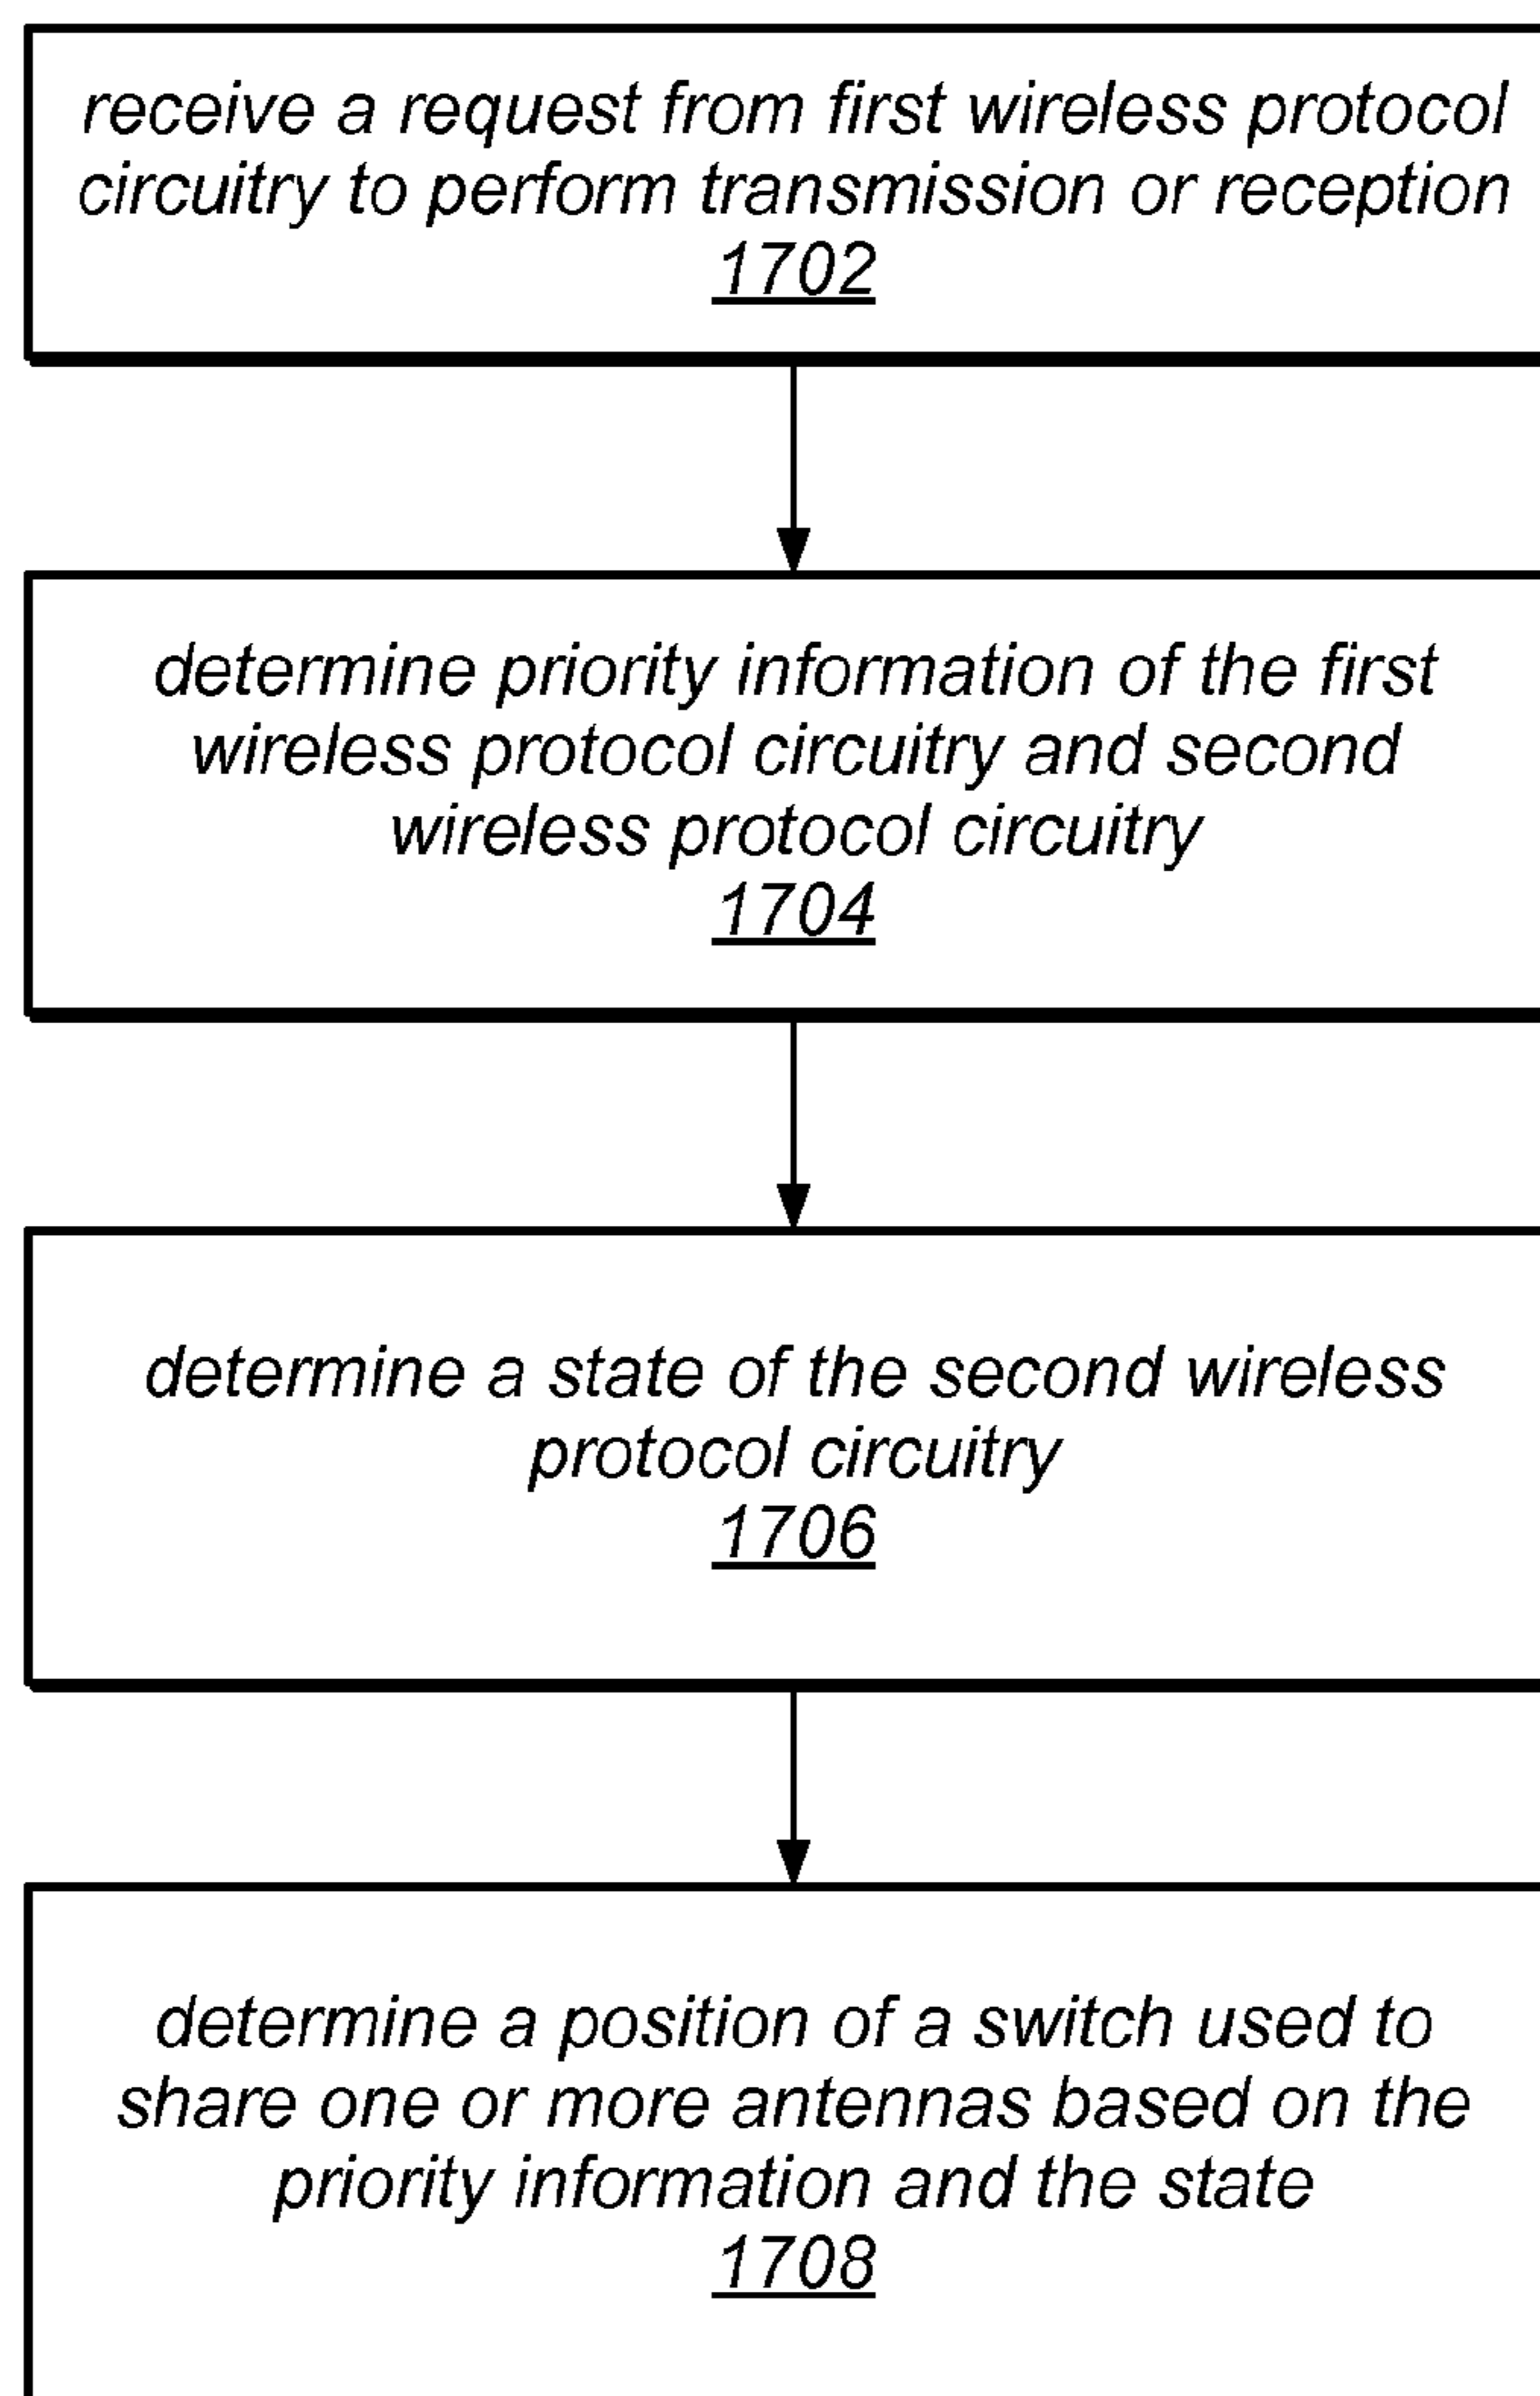 receive a request from first wireless protocol
circuitry to perform transmission or reception
1702
determine priority information of the first
wireless protocol circuitry and second
wireless protocol circuitry
1704
determine a state of the second wireless
protocol circuitry
1706
determine a position of a switch used to
share one or more antennas based on the
priority information and the state
1708